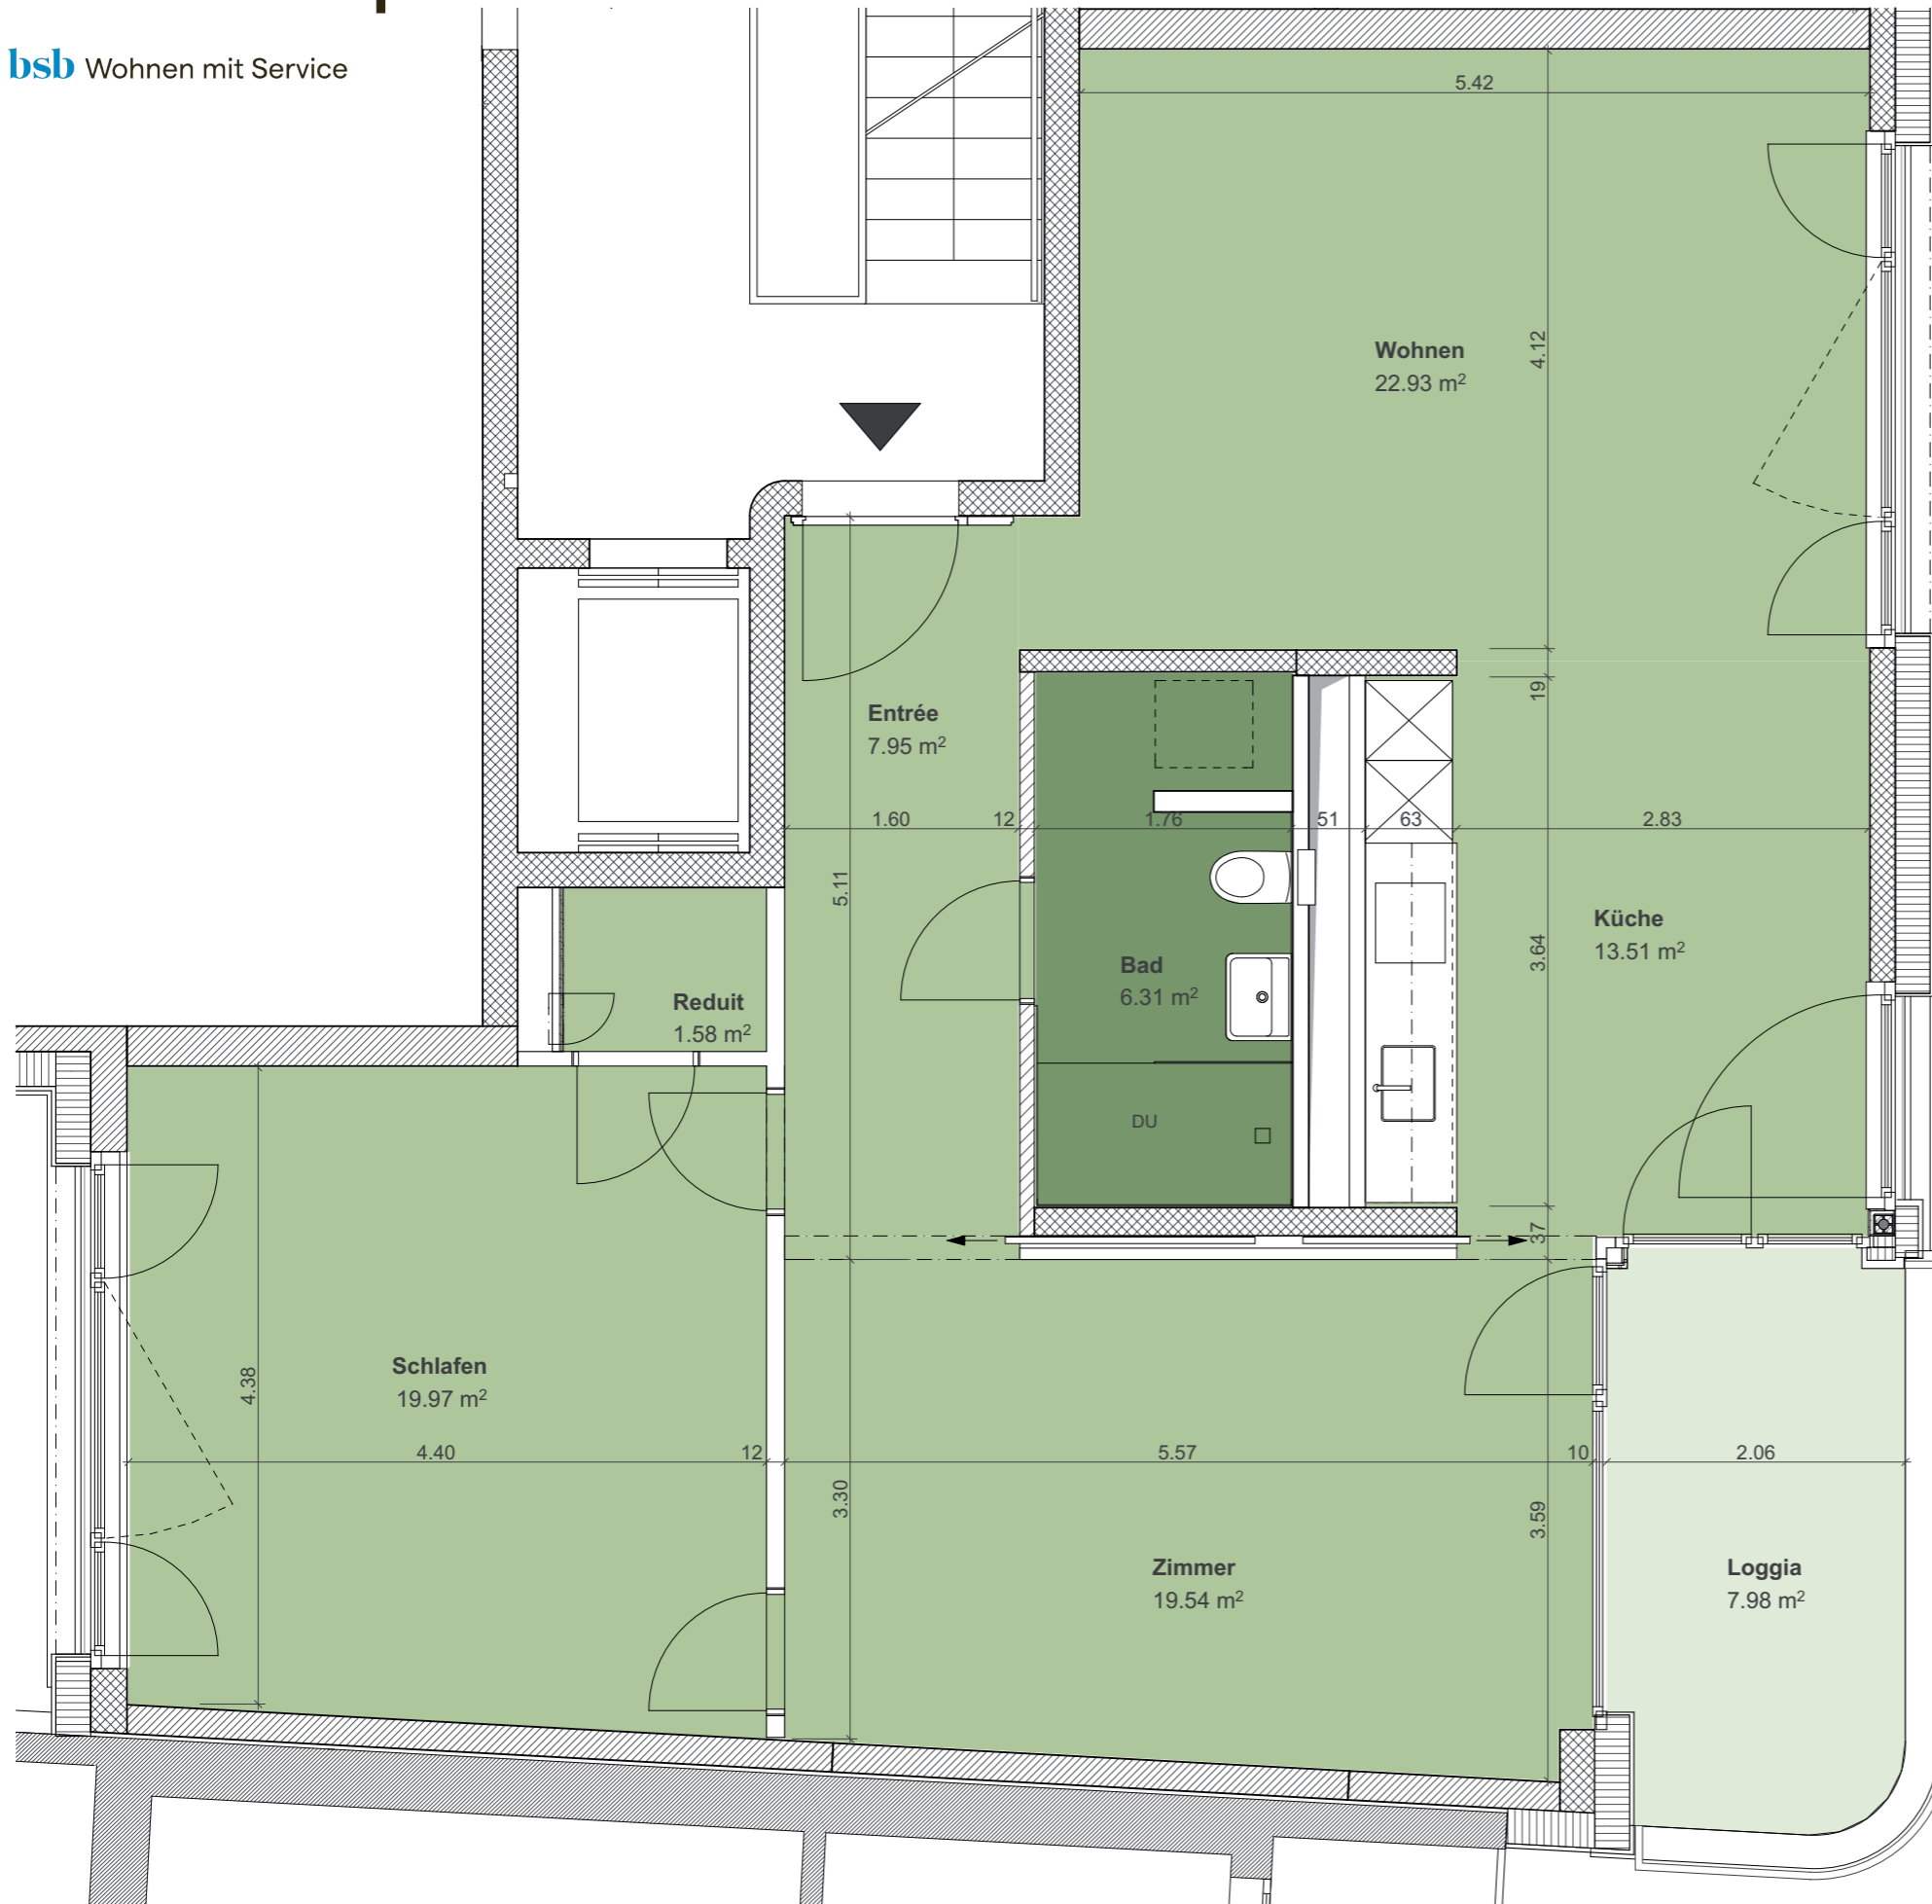 bsb Wohnen mit Service
5.42
Wohnen
22.93 m²
4.12
19
Entrée
7.95 m²
1.60
12
1.76
51
63
2.83
5.11
Küche
13.51 m²
3.64
Bad
6.31 m²
Reduit
1.58 m²
DU
37
Schlafen
19.97 m²
4.38
4.40
12
5.57
10
2.06
3.30
3.59
Zimmer
19.54 m²
Loggia
7.98 m²